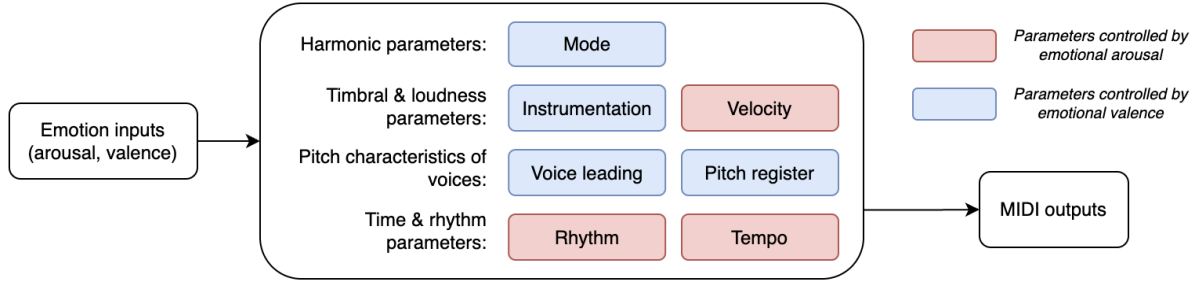 Emotion inputs
(arousal, valence)
Harmonic parameters:
Mode
Timbral & loudness
parameters:
Instrumentation
Velocity
Pitch characteristics of
voices:
Voice leading
Pitch register
Time & rhythm
parameters:
Rhythm
Tempo
Parameters controlled by
emotional arousal
Parameters controlled by
emotional valence
MIDI outputs